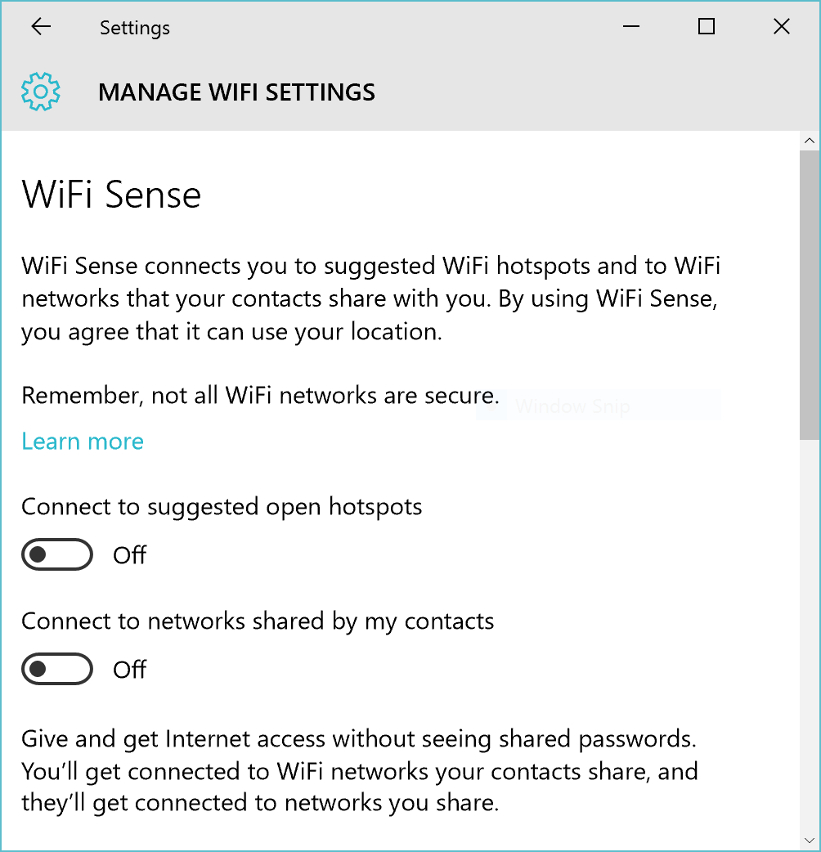 Settings
MANAGE WIFI SETTINGS
WiFi Sense
WiFi Sense connects you to suggested WiFi hotspots and to WiFi
networks that your contacts share with you. By using WiFi Sense,
you agree that it can use your location.
Remember, not all WiFi networks are secure.
Window Snip
Learn more
Connect to suggested open hotspots
Off
Connect to networks shared by my contacts
Off
Give and get Internet access without seeing shared passwords.
You’ll get connected to WiFi networks your contacts share, and
they’ll get connected to networks you share.